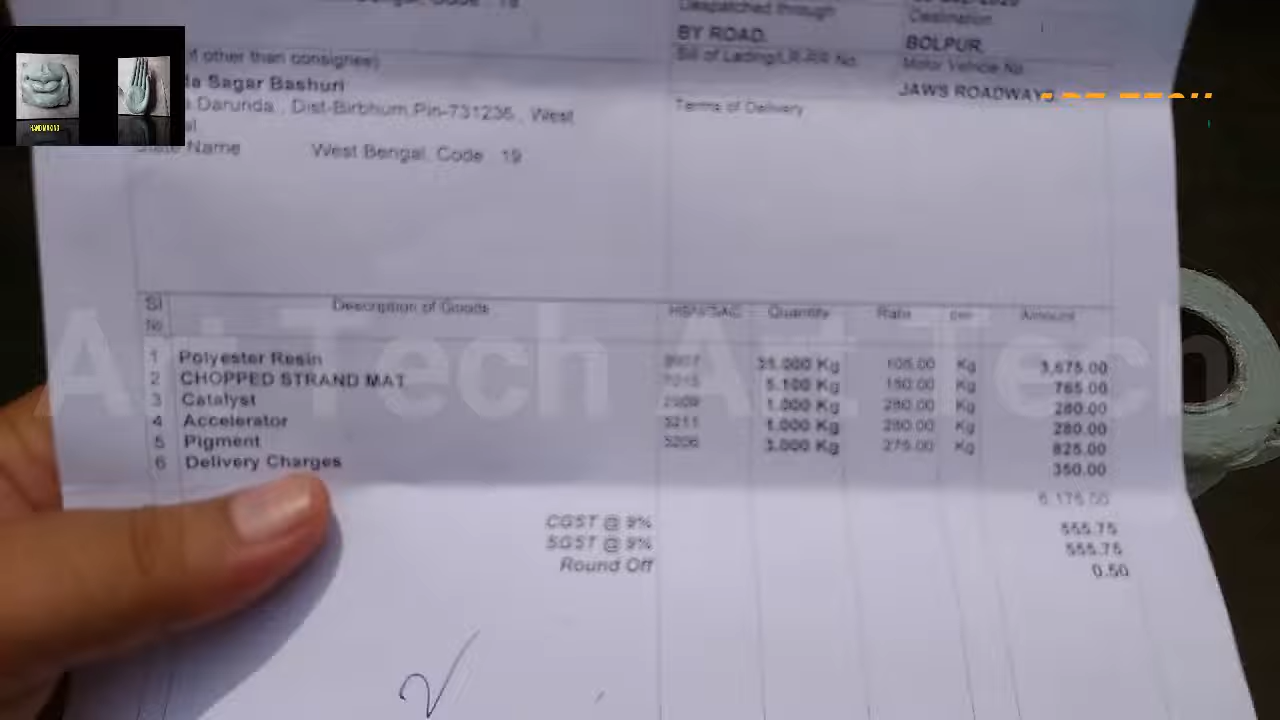 Despatched through
Destination
BY ROAD.
BOLPUR.
other than consignee)
Bill of Lading/LR-RR No.
Motor Vehicle No.
Sagar Bashuri
JAWS ROADWAYS
Darunda , Dist-Birbhum,Pin-731236 , West
Terms of Delivery
Name West Bengal, Code : 19
Sl No Description of Goods HSN/SAC Quantity Rate per Amount
1 Polyester Resin 35.000 Kg 105.00 Kg 3,675.00
2 CHOPPED STRAND MAT 5.100 Kg 150.00 Kg 765.00
3 Catalyst 1.000 Kg 280.00 Kg 280.00
4 Accelerator 1.000 Kg 280.00 Kg 280.00
5 Pigment 3.000 Kg 275.00 Kg 825.00
6 Delivery Charges 350.00
6,175.00
CGST @ 9% 555.75
SGST @ 9% 555.75
Round Off 0.50
Art Tech Art Tech